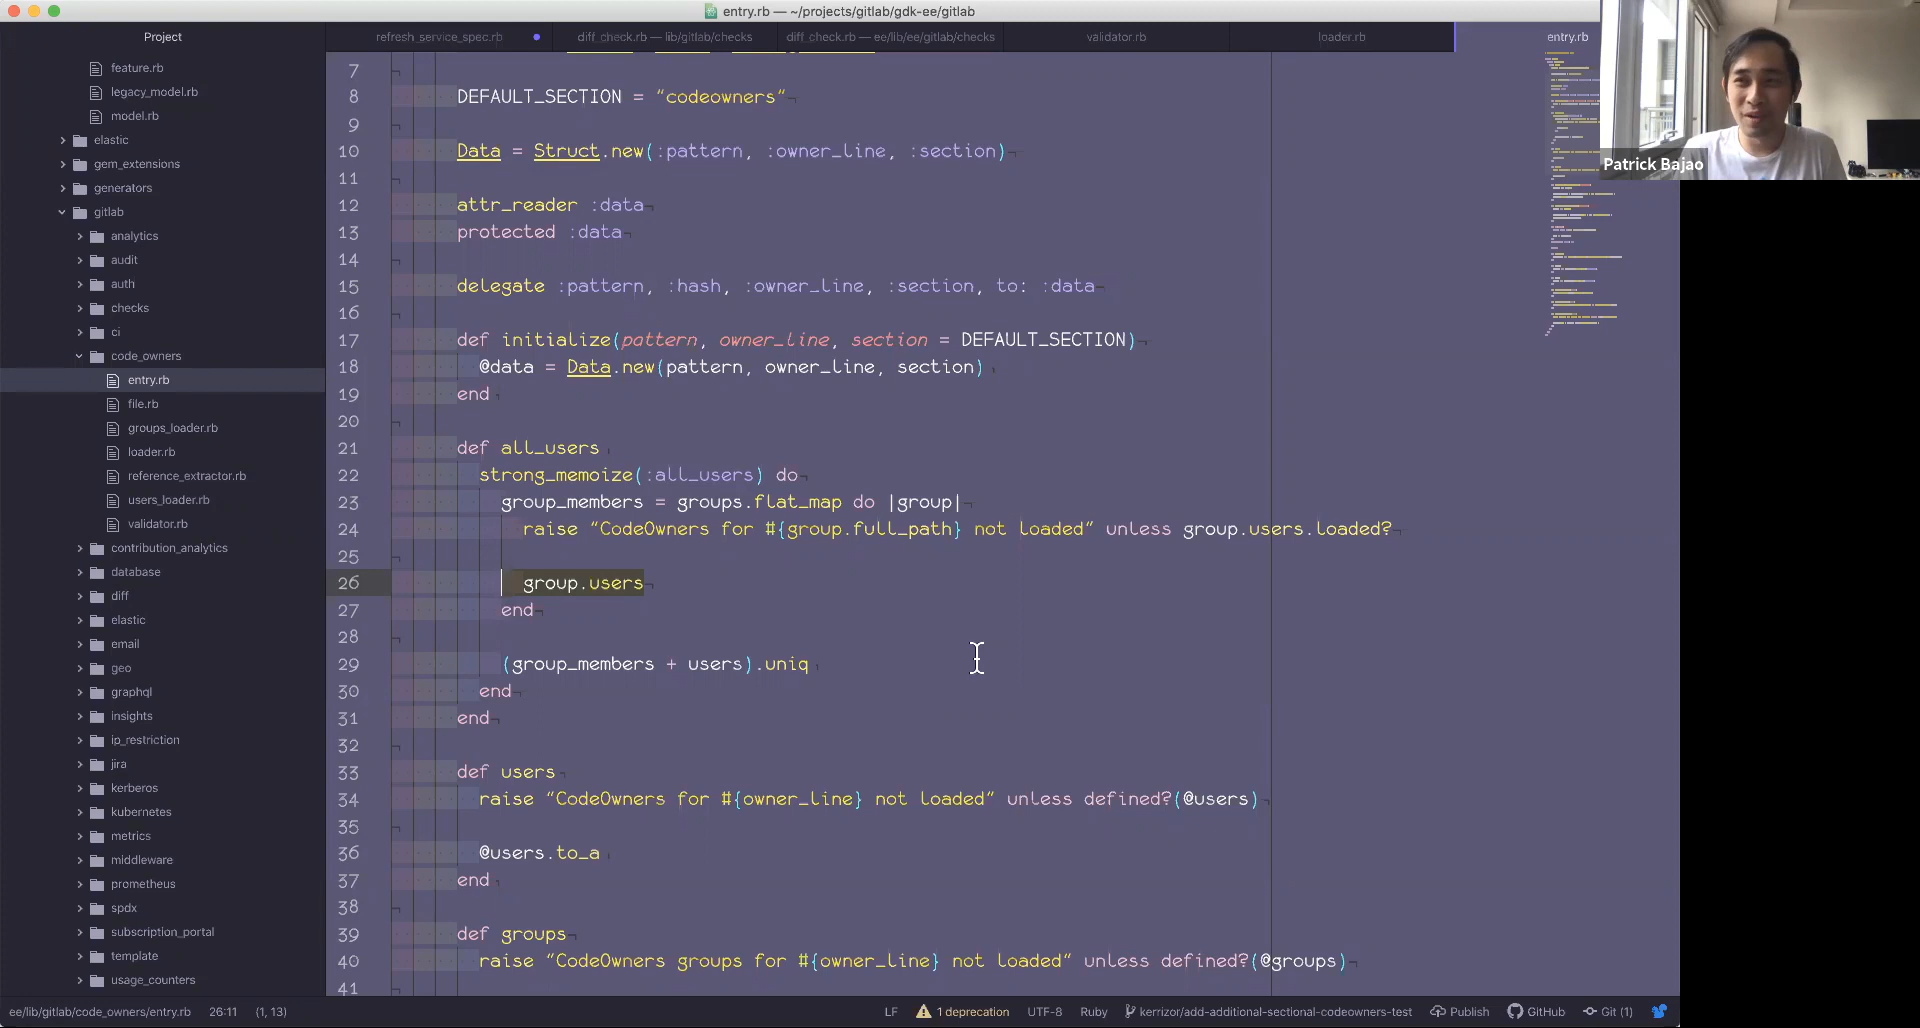 entry.rb — ~/projects/gitlab/gdk-ee/gitlab
Project
refresh_service_spec.rb
diff_check.rb — lib/gitlab/checks
diff_check.rb — ee/lib/ee/gitlab/checks
validator.rb
loader.rb
entry.rb
feature.rb
legacy_model.rb
model.rb
elastic
gem_extensions
generators
gitlab
analytics
audit
auth
checks
ci
code_owners
entry.rb
file.rb
groups_loader.rb
loader.rb
reference_extractor.rb
users_loader.rb
validator.rb
contribution_analytics
database
diff
elastic
email
geo
graphql
insights
ip_restriction
jira
kerberos
kubernetes
metrics
middleware
prometheus
spdx
subscription_portal
template
usage_counters
7
8 DEFAULT_SECTION = "codeowners"
9
10 Data = Struct.new(:pattern, :owner_line, :section)
11
12 attr_reader :data
13 protected :data
14
15 delegate :pattern, :hash, :owner_line, :section, to: :data
16
17 def initialize(pattern, owner_line, section = DEFAULT_SECTION)
18 @data = Data.new(pattern, owner_line, section)
19 end
20
21 def all_users
22 strong_memoize(:all_users) do
23 group_members = groups.flat_map do |group|
24 raise "CodeOwners for #{group.full_path} not loaded" unless group.users.loaded?
25
26 group.users
27 end
28
29 (group_members + users).uniq
30 end
31 end
32
33 def users
34 raise "CodeOwners for #{owner_line} not loaded" unless defined?(@users)
35
36 @users.to_a
37 end
38
39 def groups
40 raise "CodeOwners groups for #{owner_line} not loaded" unless defined?(@groups)
41
Patrick Bajao
ee/lib/gitlab/code_owners/entry.rb 26:11 (1, 13)
LF 1 deprecation UTF-8 Ruby kerrizor/add-additional-sectional-codeowners-test Publish GitHub Git (1)